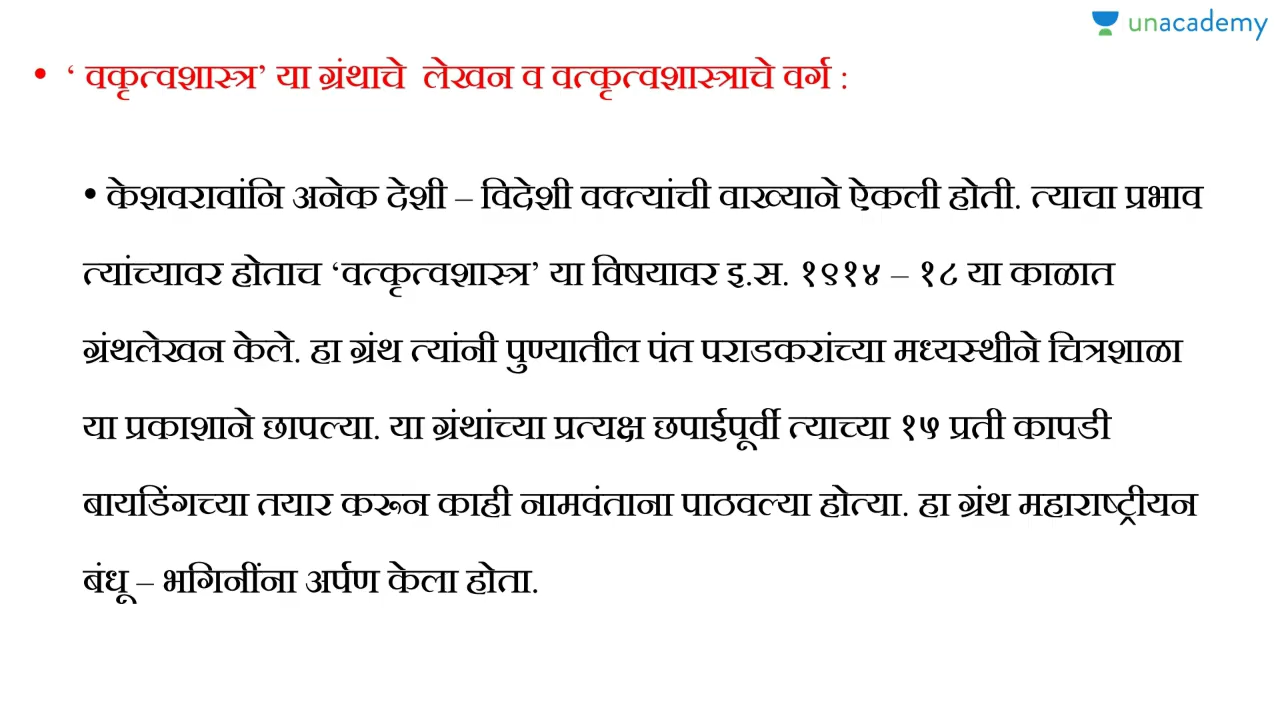 unacademy
• ‘ वकृत्वशास्त्र’ या ग्रंथाचे लेखन व वत्कृत्वशास्त्राचे वर्ग :
• केशवरावांनि अनेक देशी – विदेशी वक्त्यांची वाख्याने ऐकली होती. त्याचा प्रभाव
त्यांच्यावर होताच ‘वत्कृत्वशास्त्र’ या विषयावर इ.स. १९१४ – १८ या काळात
ग्रंथलेखन केले. हा ग्रंथ त्यांनी पुण्यातील पंत पराडकरांच्या मध्यस्थीने चित्रशाळा
या प्रकाशाने छापल्या. या ग्रंथांच्या प्रत्यक्ष छपाईपूर्वी त्याच्या १५ प्रती कापडी
बायडिंगच्या तयार करून काही नामवंताना पाठवल्या होत्या. हा ग्रंथ महाराष्ट्रीयन
बंधू – भगिनींना अर्पण केला होता.